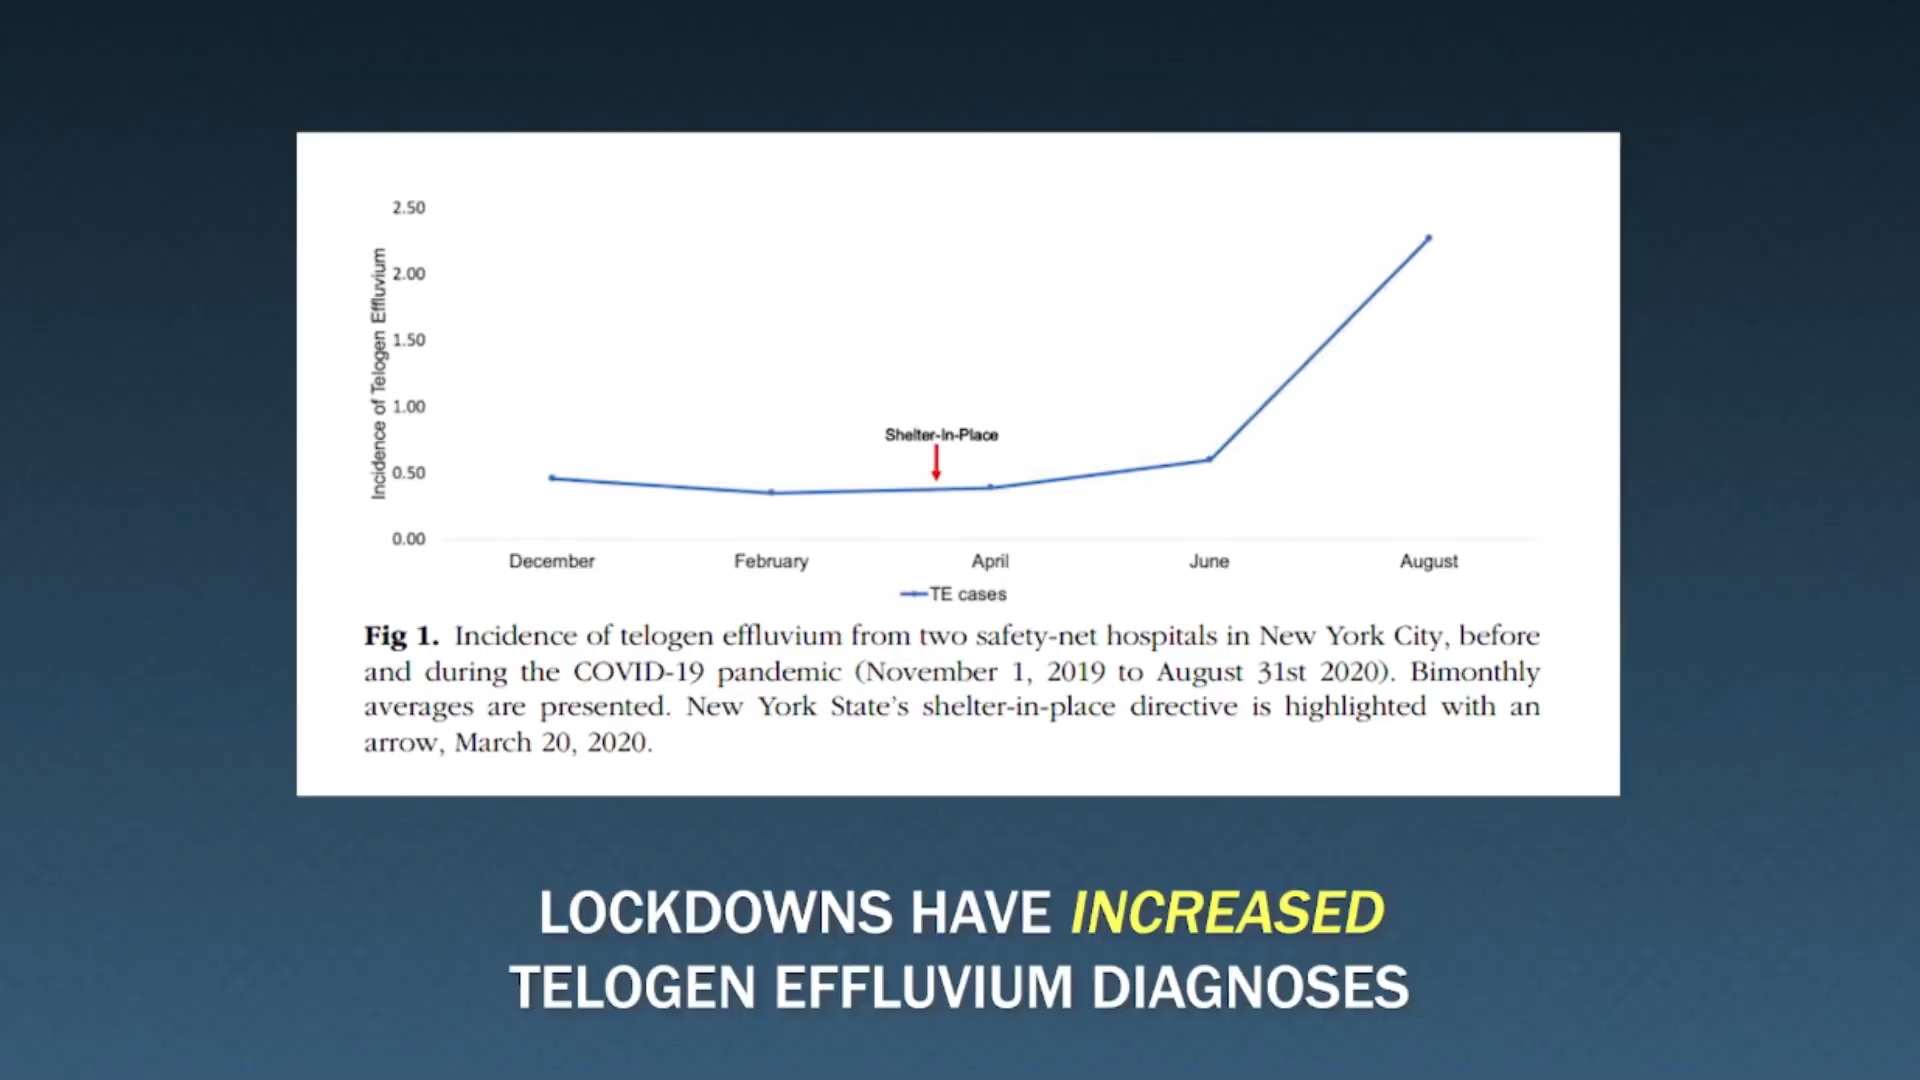 2.50
2.00
1.50
1.00
0.50
0.00
Incidence of Telogen Effluvium
Shelter-In-Place
December February April June August
TE cases
Fig 1. Incidence of telogen effluvium from two safety-net hospitals in New York City, before
and during the COVID-19 pandemic (November 1, 2019 to August 31st 2020). Bimonthly
averages are presented. New York State's shelter-in-place directive is highlighted with an
arrow, March 20, 2020.
LOCKDOWNS HAVE INCREASED
TELOGEN EFFLUVIUM DIAGNOSES